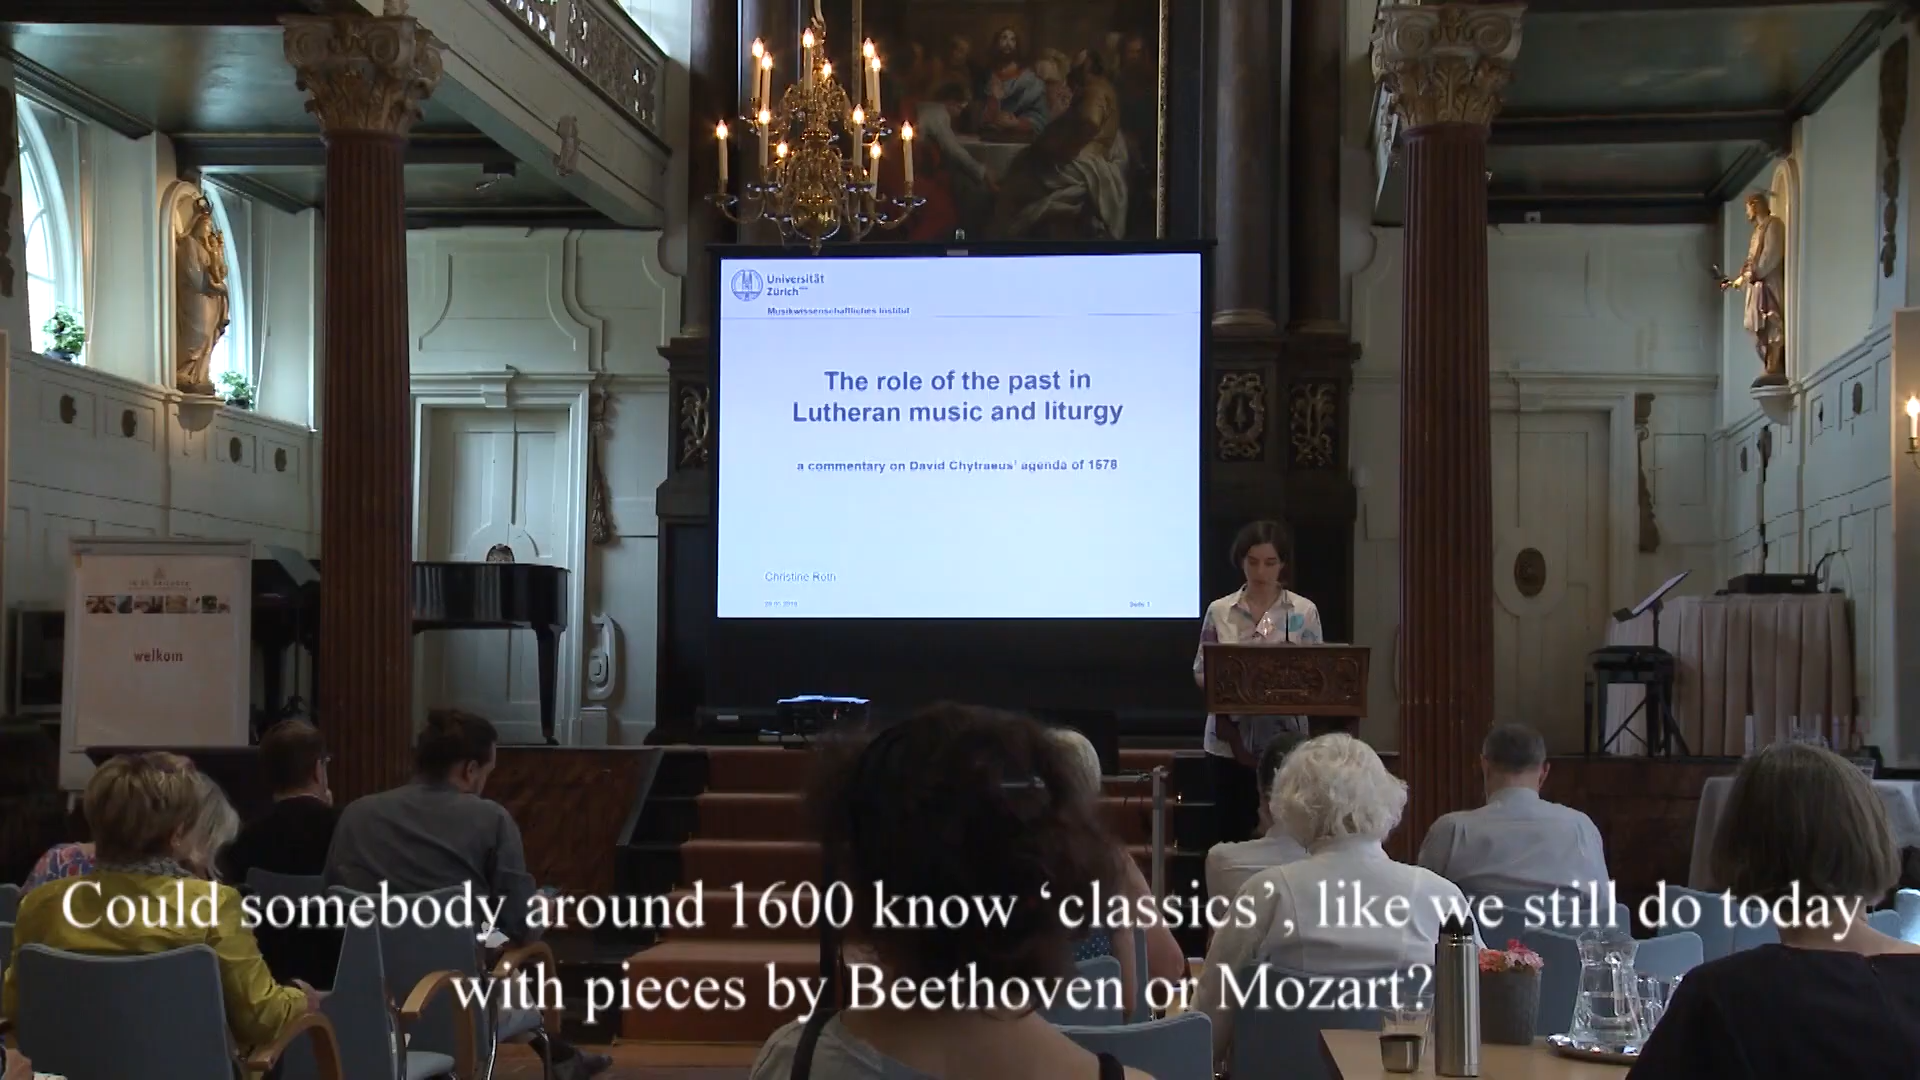 Universität
Zürich
Musikwissenschaftliches Institut
The role of the past in
Lutheran music and liturgy
a commentary on David Chytraeus' agenda of 1578
Christine Roth
Seite 1
welkom
Could somebody around 1600 know ‘classics’, like we still do today
with pieces by Beethoven or Mozart?